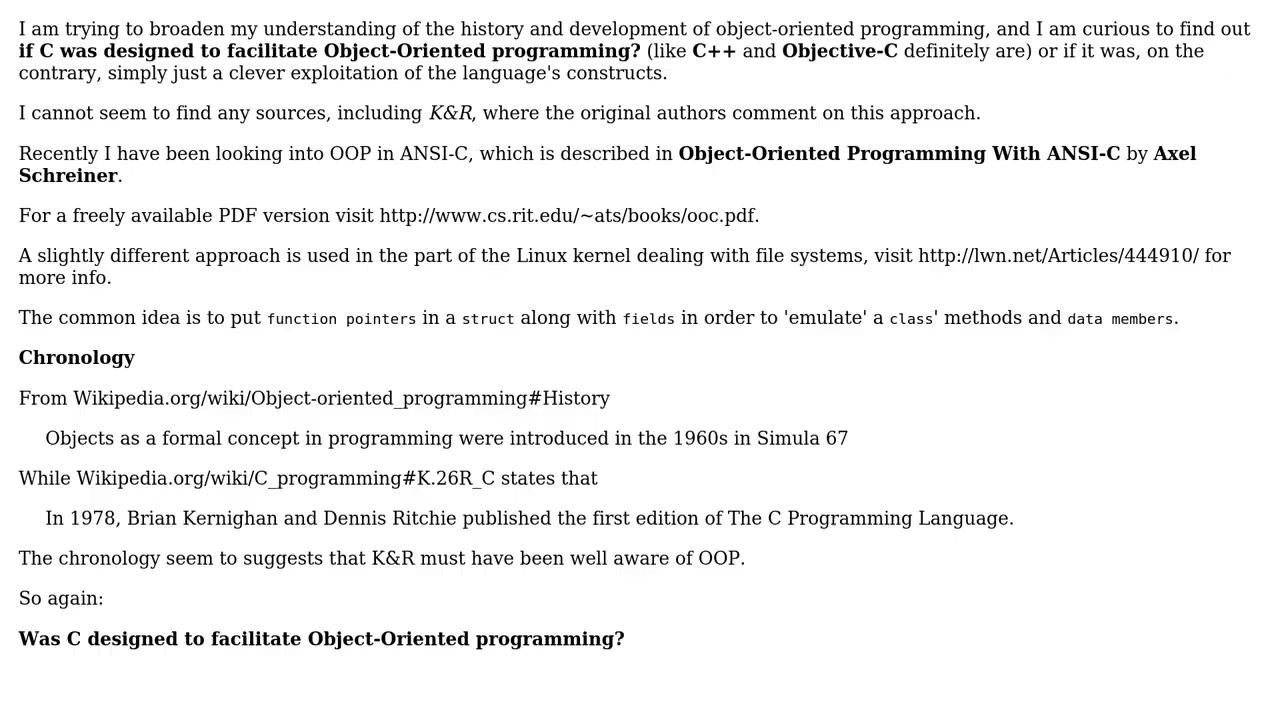 I am trying to broaden my understanding of the history and development of object-oriented programming, and I am curious to find out
if C was designed to facilitate Object-Oriented programming? (like C++ and Objective-C definitely are) or if it was, on the
contrary, simply just a clever exploitation of the language's constructs.
I cannot seem to find any sources, including K&R, where the original authors comment on this approach.
Recently I have been looking into OOP in ANSI-C, which is described in Object-Oriented Programming With ANSI-C by Axel
Schreiner.
For a freely available PDF version visit http://www.cs.rit.edu/~ats/books/ooc.pdf.
A slightly different approach is used in the part of the Linux kernel dealing with file systems, visit http://lwn.net/Articles/444910/ for
more info.
The common idea is to put function pointers in a struct along with fields in order to 'emulate' a class' methods and data members.
Chronology
From Wikipedia.org/wiki/Object-oriented_programming#History
Objects as a formal concept in programming were introduced in the 1960s in Simula 67
While Wikipedia.org/wiki/C_programming#K.26R_C states that
In 1978, Brian Kernighan and Dennis Ritchie published the first edition of The C Programming Language.
The chronology seem to suggests that K&R must have been well aware of OOP.
So again:
Was C designed to facilitate Object-Oriented programming?